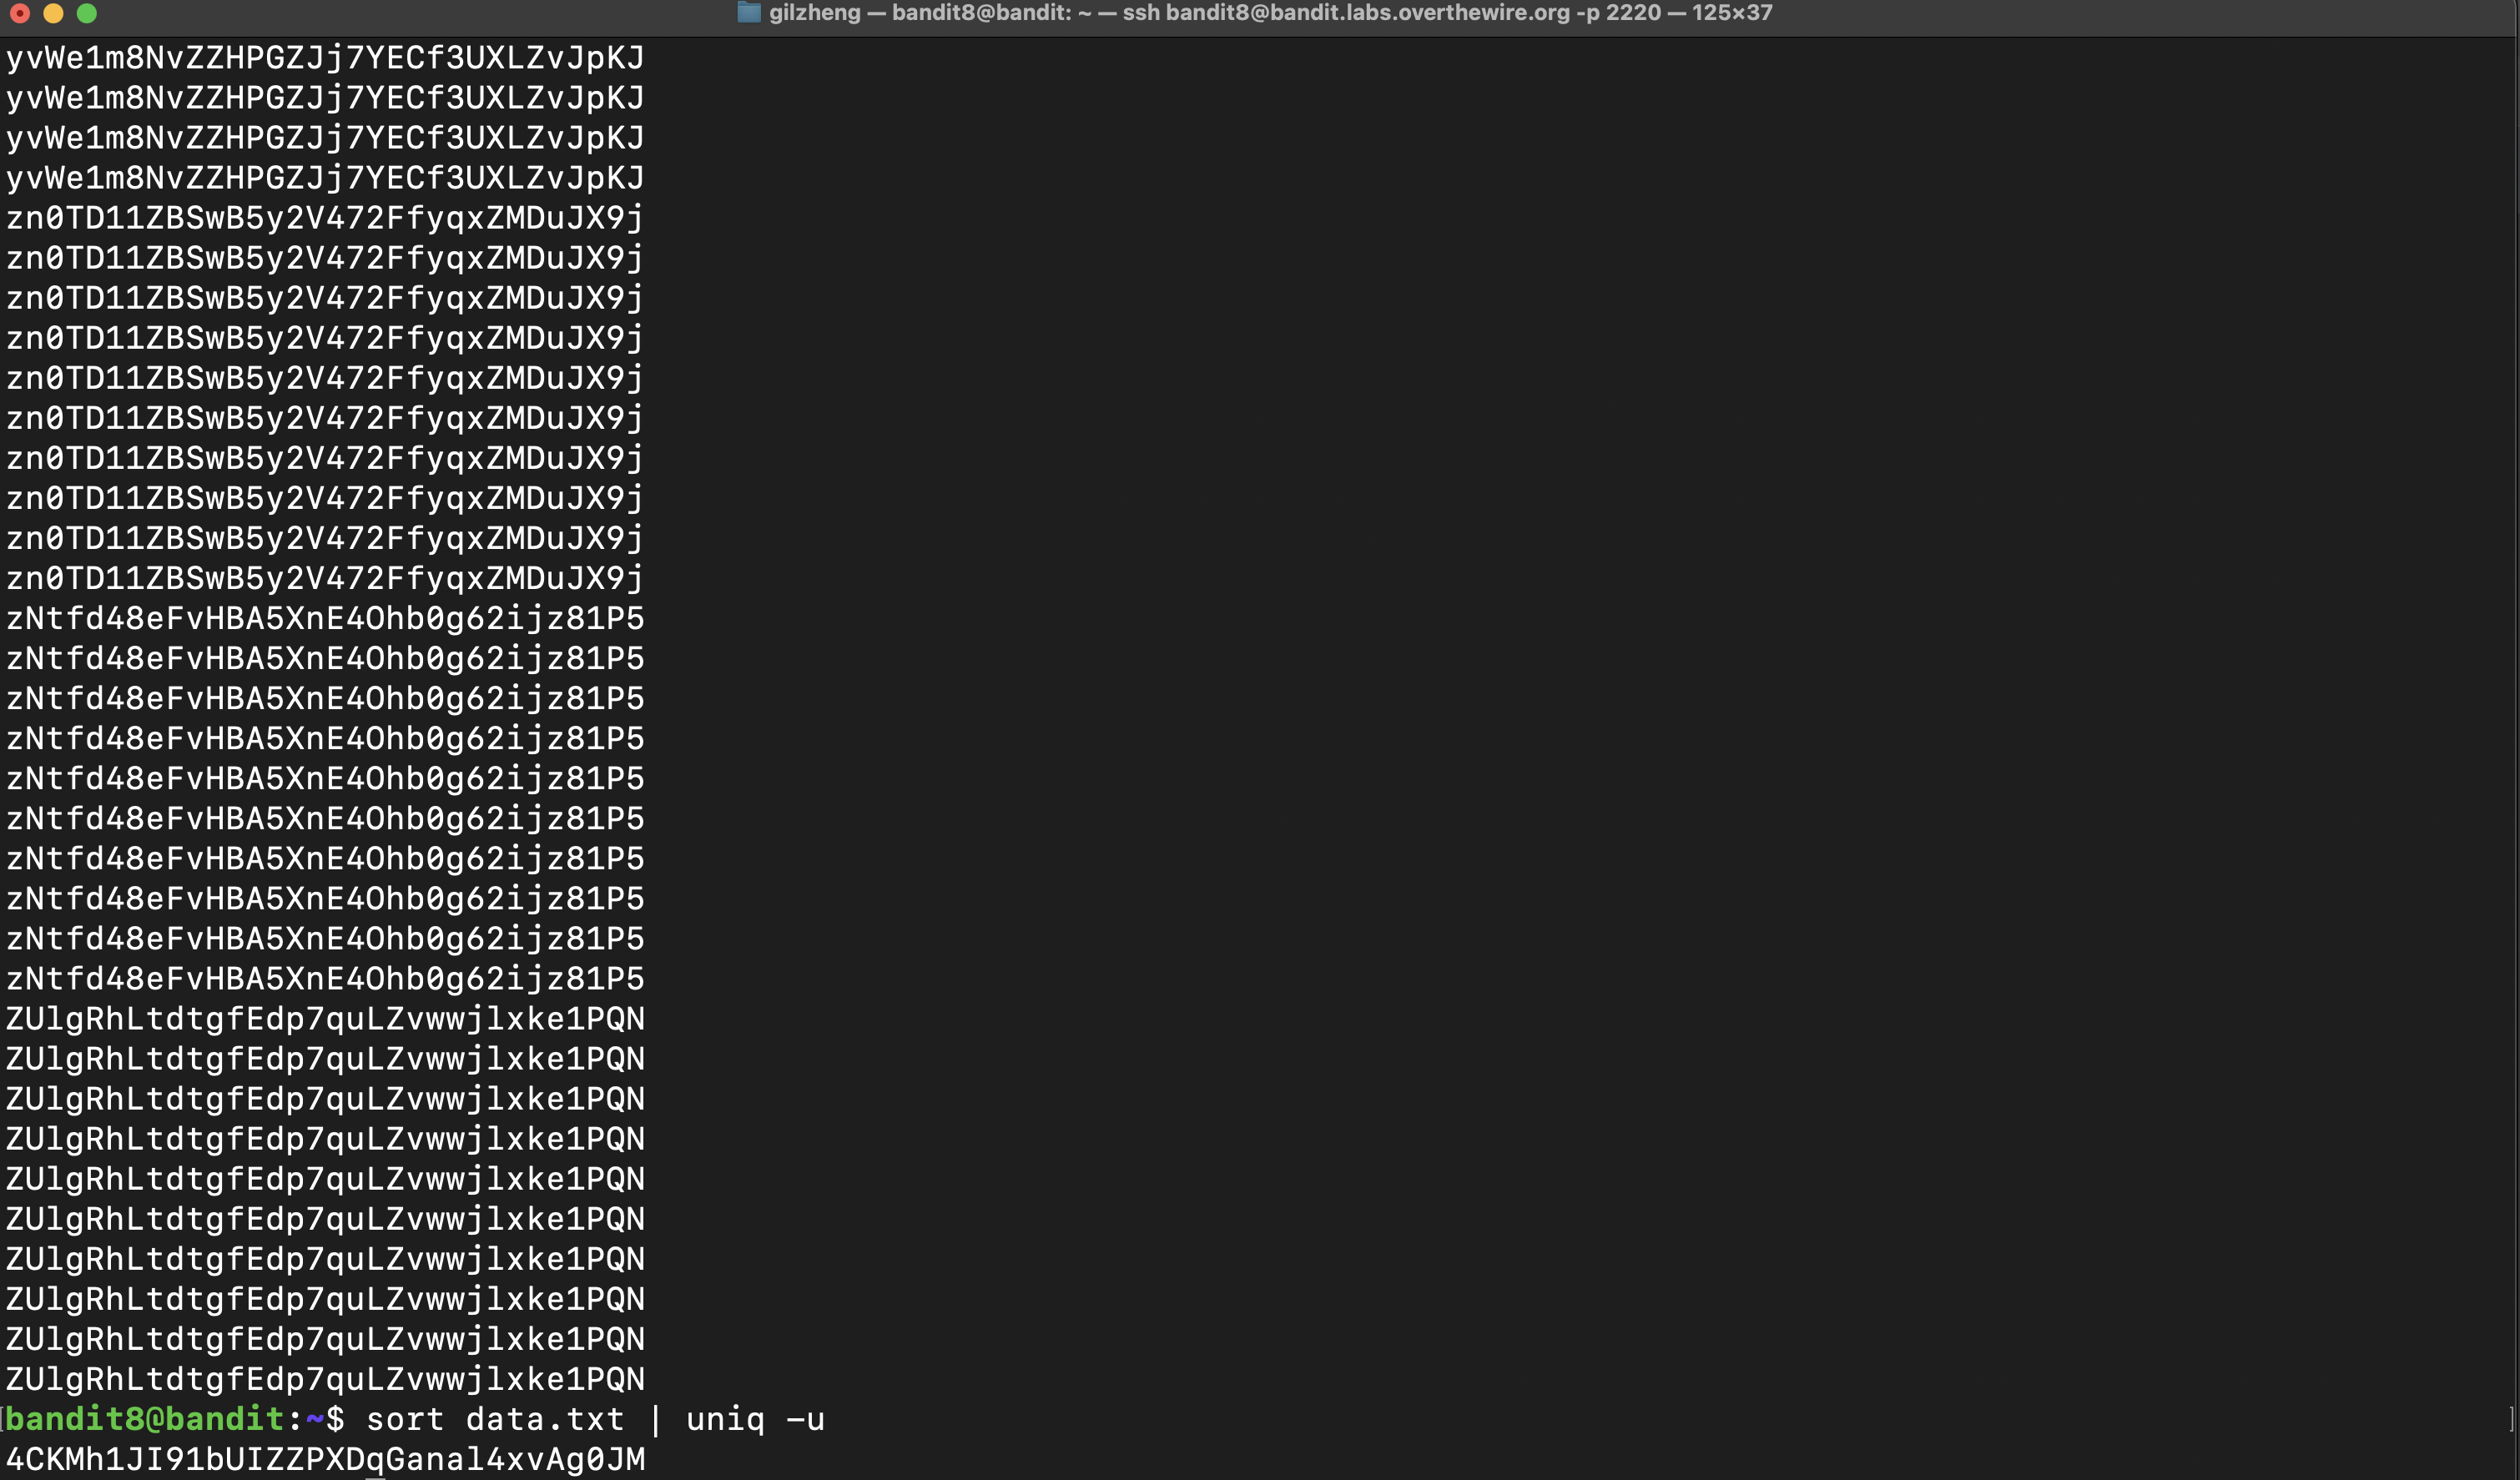 gilzheng — bandit8@bandit: ~ — ssh bandit8@bandit.labs.overthewire.org -p 2220 — 125×37
yvWe1m8NvZZHPGZJj7YECf3UXLZvJpKJ
yvWe1m8NvZZHPGZJj7YECf3UXLZvJpKJ
yvWe1m8NvZZHPGZJj7YECf3UXLZvJpKJ
yvWe1m8NvZZHPGZJj7YECf3UXLZvJpKJ
zn0TD11ZBSwB5y2V472FfyqxZMDuJX9j
zn0TD11ZBSwB5y2V472FfyqxZMDuJX9j
zn0TD11ZBSwB5y2V472FfyqxZMDuJX9j
zn0TD11ZBSwB5y2V472FfyqxZMDuJX9j
zn0TD11ZBSwB5y2V472FfyqxZMDuJX9j
zn0TD11ZBSwB5y2V472FfyqxZMDuJX9j
zn0TD11ZBSwB5y2V472FfyqxZMDuJX9j
zn0TD11ZBSwB5y2V472FfyqxZMDuJX9j
zn0TD11ZBSwB5y2V472FfyqxZMDuJX9j
zn0TD11ZBSwB5y2V472FfyqxZMDuJX9j
zNtfd48eFvHBA5XnE4Ohb0g62ijz81P5
zNtfd48eFvHBA5XnE4Ohb0g62ijz81P5
zNtfd48eFvHBA5XnE4Ohb0g62ijz81P5
zNtfd48eFvHBA5XnE4Ohb0g62ijz81P5
zNtfd48eFvHBA5XnE4Ohb0g62ijz81P5
zNtfd48eFvHBA5XnE4Ohb0g62ijz81P5
zNtfd48eFvHBA5XnE4Ohb0g62ijz81P5
zNtfd48eFvHBA5XnE4Ohb0g62ijz81P5
zNtfd48eFvHBA5XnE4Ohb0g62ijz81P5
zNtfd48eFvHBA5XnE4Ohb0g62ijz81P5
ZUlgRhLtdtgfEdp7quLZvwwjlxke1PQN
ZUlgRhLtdtgfEdp7quLZvwwjlxke1PQN
ZUlgRhLtdtgfEdp7quLZvwwjlxke1PQN
ZUlgRhLtdtgfEdp7quLZvwwjlxke1PQN
ZUlgRhLtdtgfEdp7quLZvwwjlxke1PQN
ZUlgRhLtdtgfEdp7quLZvwwjlxke1PQN
ZUlgRhLtdtgfEdp7quLZvwwjlxke1PQN
ZUlgRhLtdtgfEdp7quLZvwwjlxke1PQN
ZUlgRhLtdtgfEdp7quLZvwwjlxke1PQN
ZUlgRhLtdtgfEdp7quLZvwwjlxke1PQN
bandit8@bandit:~$ sort data.txt | uniq -u
4CKMh1JI91bUIZZPXDqGanal4xvAg0JM